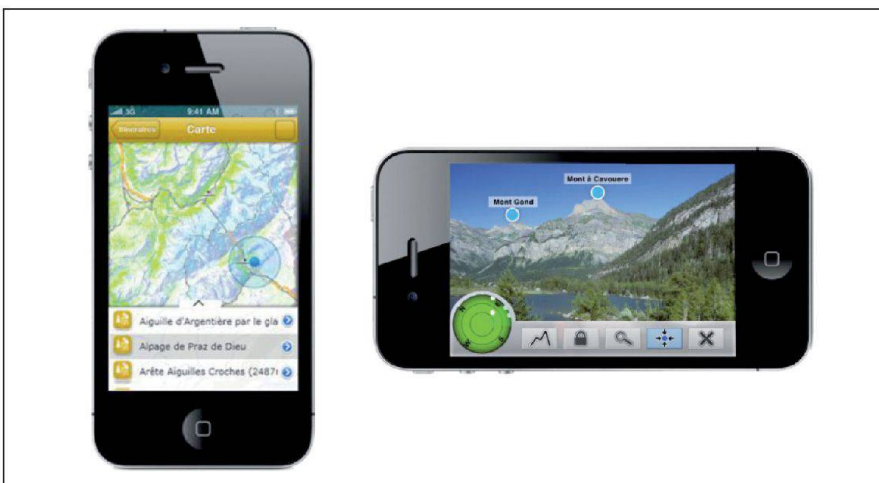 3G 9:41 AM
Itinéraires Carte
Aiguille d'Argentière par le gla
Alpage de Praz de Dieu
Arête Aiguilles Croches (2487
Mont Gond
Mont à Cavouere